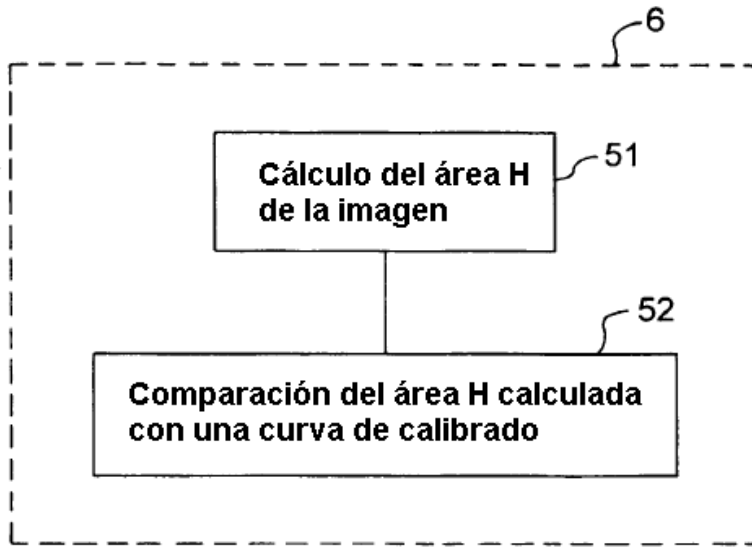 6
51
Cálculo del área H
de la imagen
52
Comparación del área H calculada
con una curva de calibrado